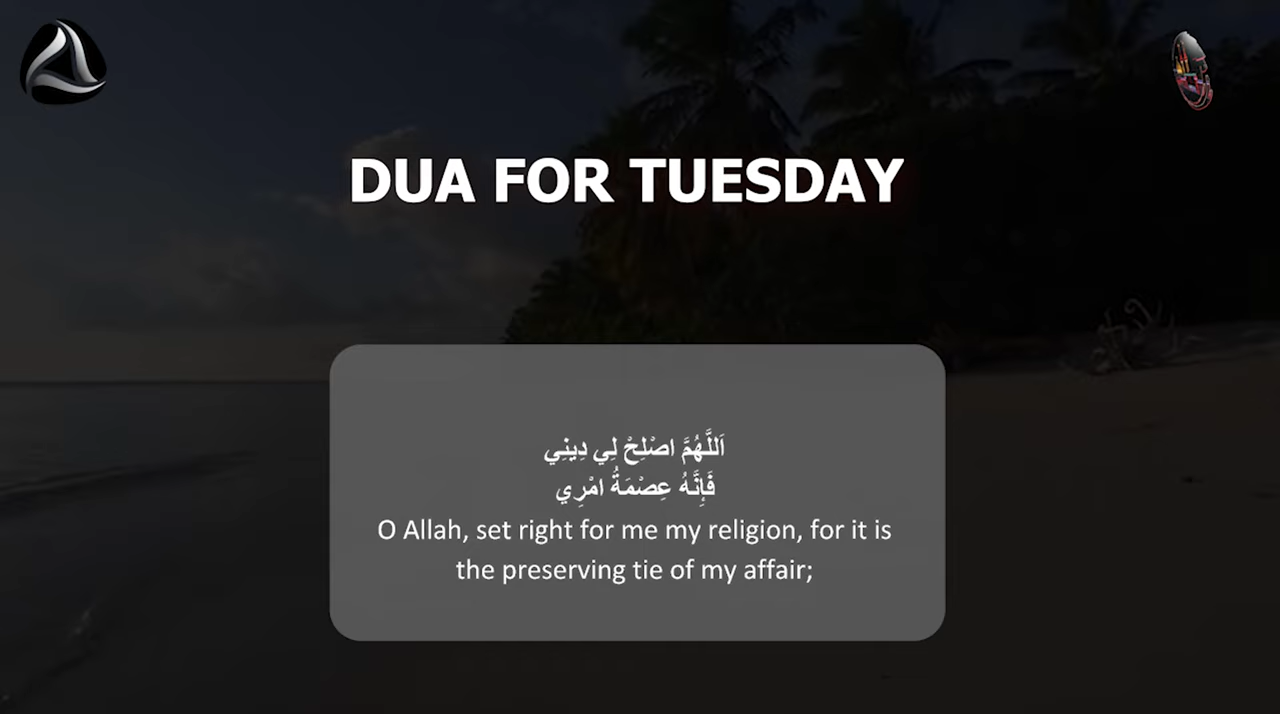 DUA FOR TUESDAY
اَللَّهُمَّ اصْلِحْ لِي دِينِي
فَإِنَّهُ عِصْمَةُ امْرِي
O Allah, set right for me my religion, for it is
the preserving tie of my affair;